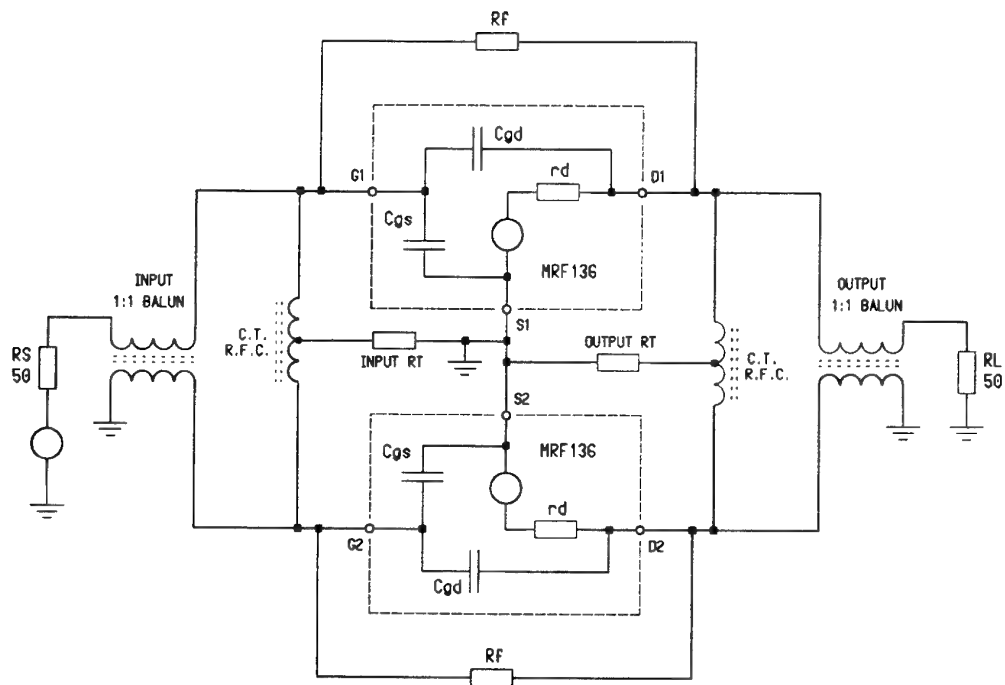 Rf
Cgd
rd
G1
D1
Cgs
MRF136
INPUT
1:1 BALUN
OUTPUT
1:1 BALUN
S1
RS
50
C.T.
R.F.C.
INPUT RT
OUTPUT RT
C.T.
R.F.C.
RL
50
S2
Cgs
MRF136
rd
G2
D2
Cgd
Rf